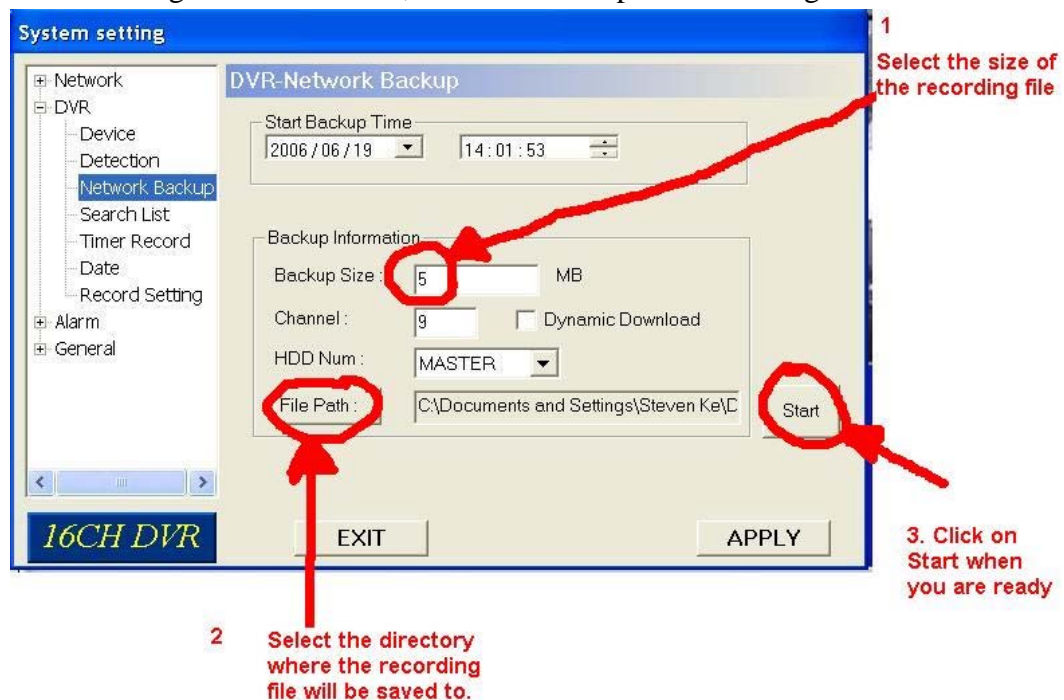 System setting
1
Select the size of
the recording file
Network
DVR
Device
Detection
Network Backup
Search List
Timer Record
Date
Record Setting
Alarm
General
16CH DVR
DVR-Network Backup
Start Backup Time
2006/06/19 14:01:53
Backup Information
Backup Size : 5 MB
Channel : 9 Dynamic Download
HDD Num : MASTER
File Path : C:\Documents and Settings\Steven Ke\D
Start
EXIT APPLY
2
Select the directory
where the recording
file will be saved to.
3. Click on
Start when
you are ready